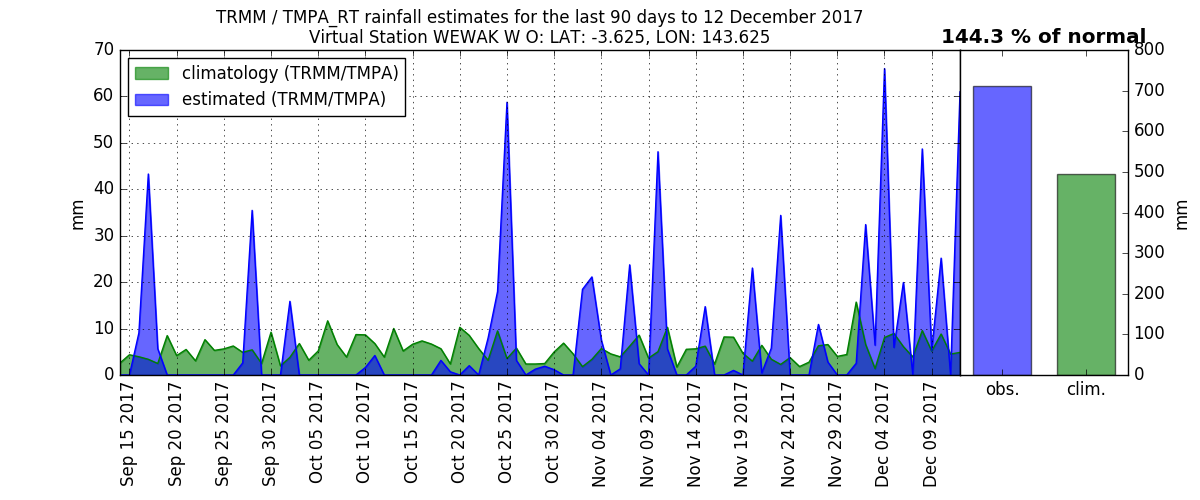 TRMM / TMPA_RT rainfall estimates for the last 90 days to 12 December 2017
Virtual Station WEWAK W O: LAT: -3.625, LON: 143.625
144.3 % of normal
climatology (TRMM/TMPA)
estimated (TRMM/TMPA)
mm
70
60
50
40
30
20
10
0
Sep 15 2017
Sep 20 2017
Sep 25 2017
Sep 30 2017
Oct 05 2017
Oct 10 2017
Oct 15 2017
Oct 20 2017
Oct 25 2017
Oct 30 2017
Nov 04 2017
Nov 09 2017
Nov 14 2017
Nov 19 2017
Nov 24 2017
Nov 29 2017
Dec 04 2017
Dec 09 2017
obs.
clim.
800
700
600
500
400
300
200
100
0
mm